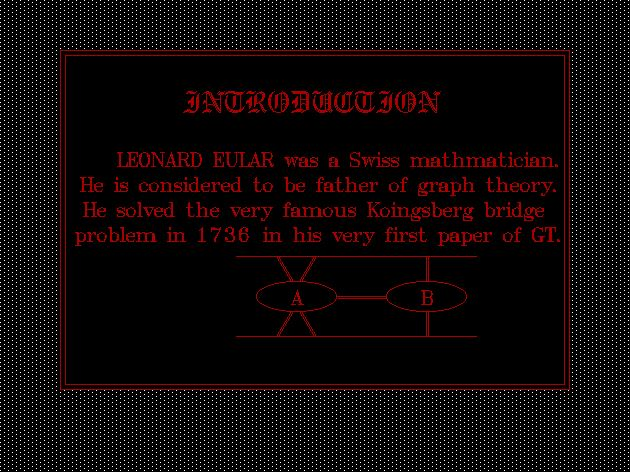 INTRODUCTION
LEONARD EULAR was a Swiss mathmatician.
He is considered to be father of graph theory.
He solved the very famous Koingsberg bridge
problem in 1736 in his very first paper of GT.
A B